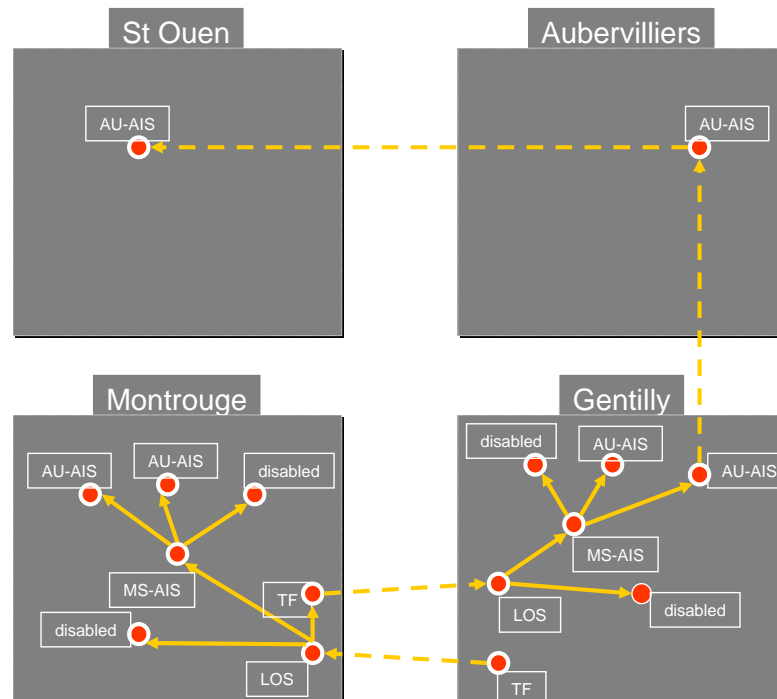 St Ouen
Aubervilliers
AU-AIS
AU-AIS
Montrouge
Gentilly
AU-AIS
AU-AIS
disabled
MS-AIS
TF
disabled
LOS
disabled
AU-AIS
AU-AIS
MS-AIS
LOS
disabled
TF